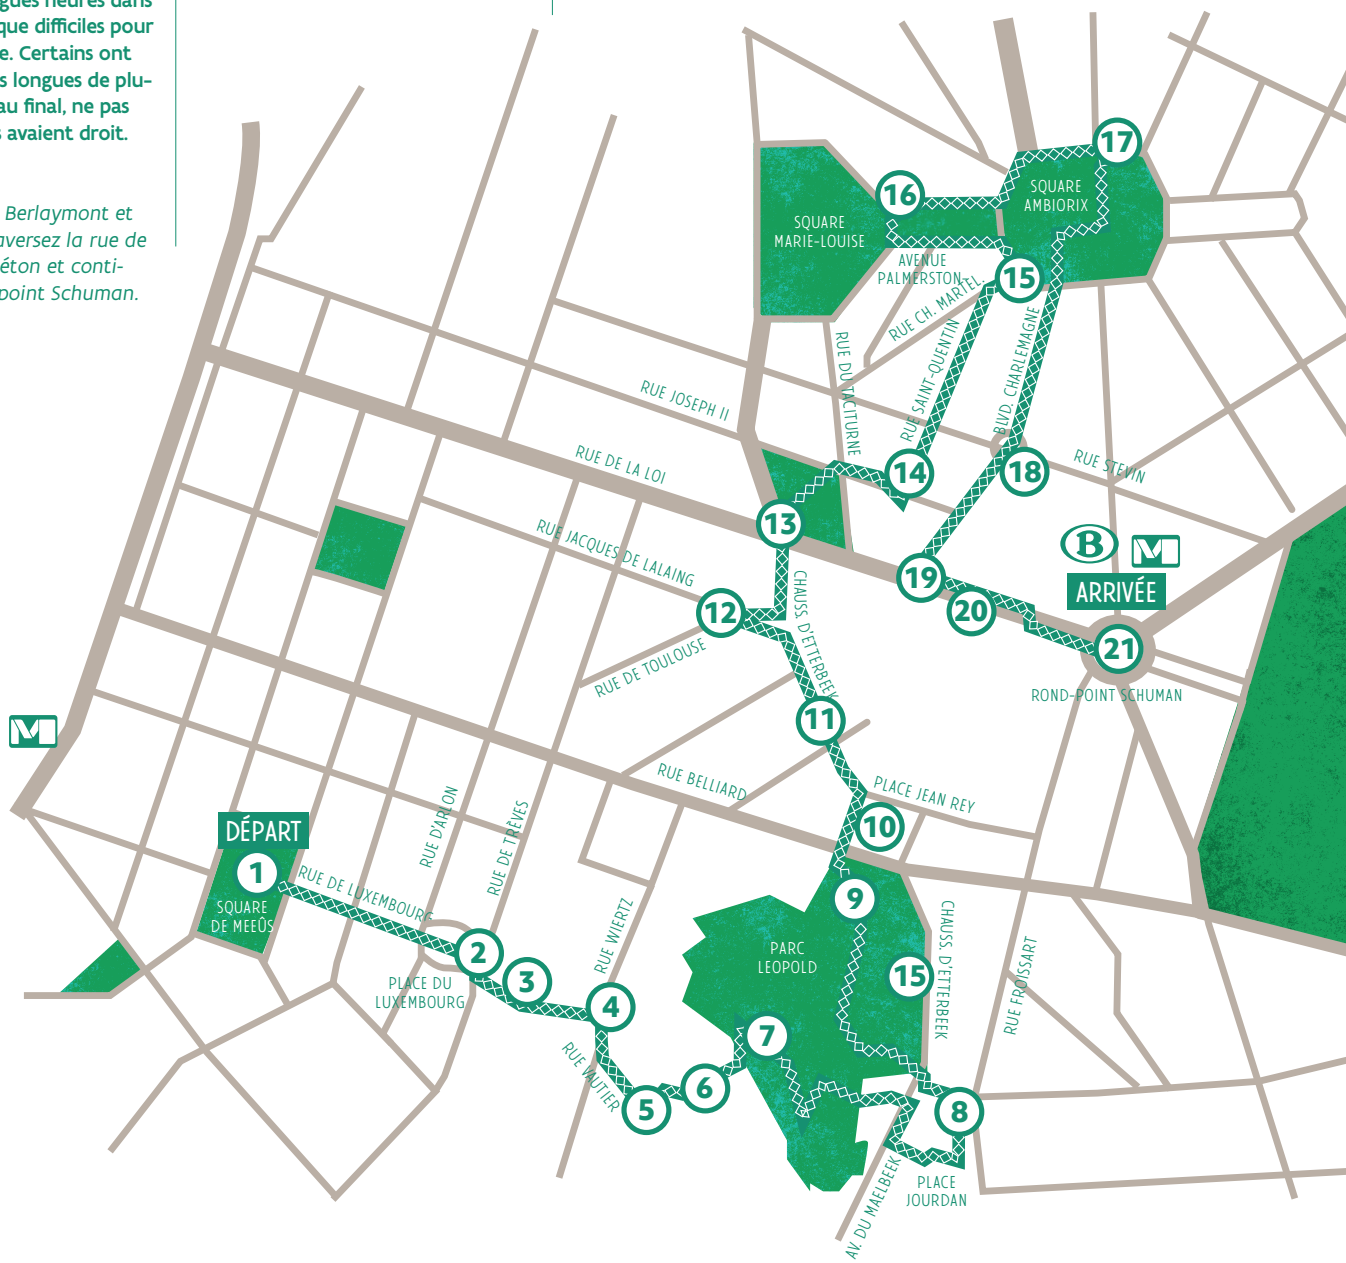 que difficiles pour
e. Certains ont
s longues de plu-
au final, ne pas
s avaient droit.
Berlaymont et
aversez la rue de
éton et conti-
point Schuman.
17
16
SQUARE
AMBIORIX
SQUARE
MARIE-LOUISE
AVENUE
PALMERSTON
15
RUE CH. MARTEL
RUE DU TACITURNE
RUE SAINT-QUENTIN
BLVD. CHARLEMAGNE
RUE JOSEPH II
RUE DE LA LOI
14
18
RUE STEVIN
13
RUE JACQUES DE LALAING
B
M
ARRIVÉE
19
20
12
CHAUSS. D'ETTERBEEK
21
RUE DE TOULOUSE
ROND-POINT SCHUMAN
11
M
RUE BELLIARD
PLACE JEAN REY
10
DÉPART
1
RUE D'ARLON
RUE DE TRÈVES
RUE DE LUXEMBOURG
SQUARE
DE MEEÛS
9
2
RUE WIERTZ
PARC
LEOPOLD
CHAUSS. D'ETTERBEEK
15
3
PLACE DU
LUXEMBOURG
4
RUE FROISSART
7
RUE VAUTIER
6
5
8
AV. DU MAELBEEK
PLACE
JOURDAN